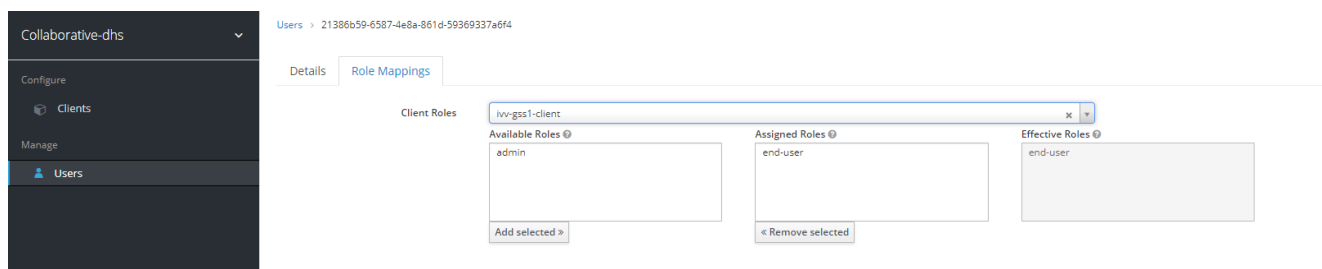 Collaborative-dhs
Configure
Clients
Manage
Users
Users > 21386b59-6587-4e8a-861d-59369337a6f4
Details Role Mappings
Client Roles ivv-gss1-client
Available Roles Assigned Roles Effective Roles
admin end-user end-user
Add selected » « Remove selected